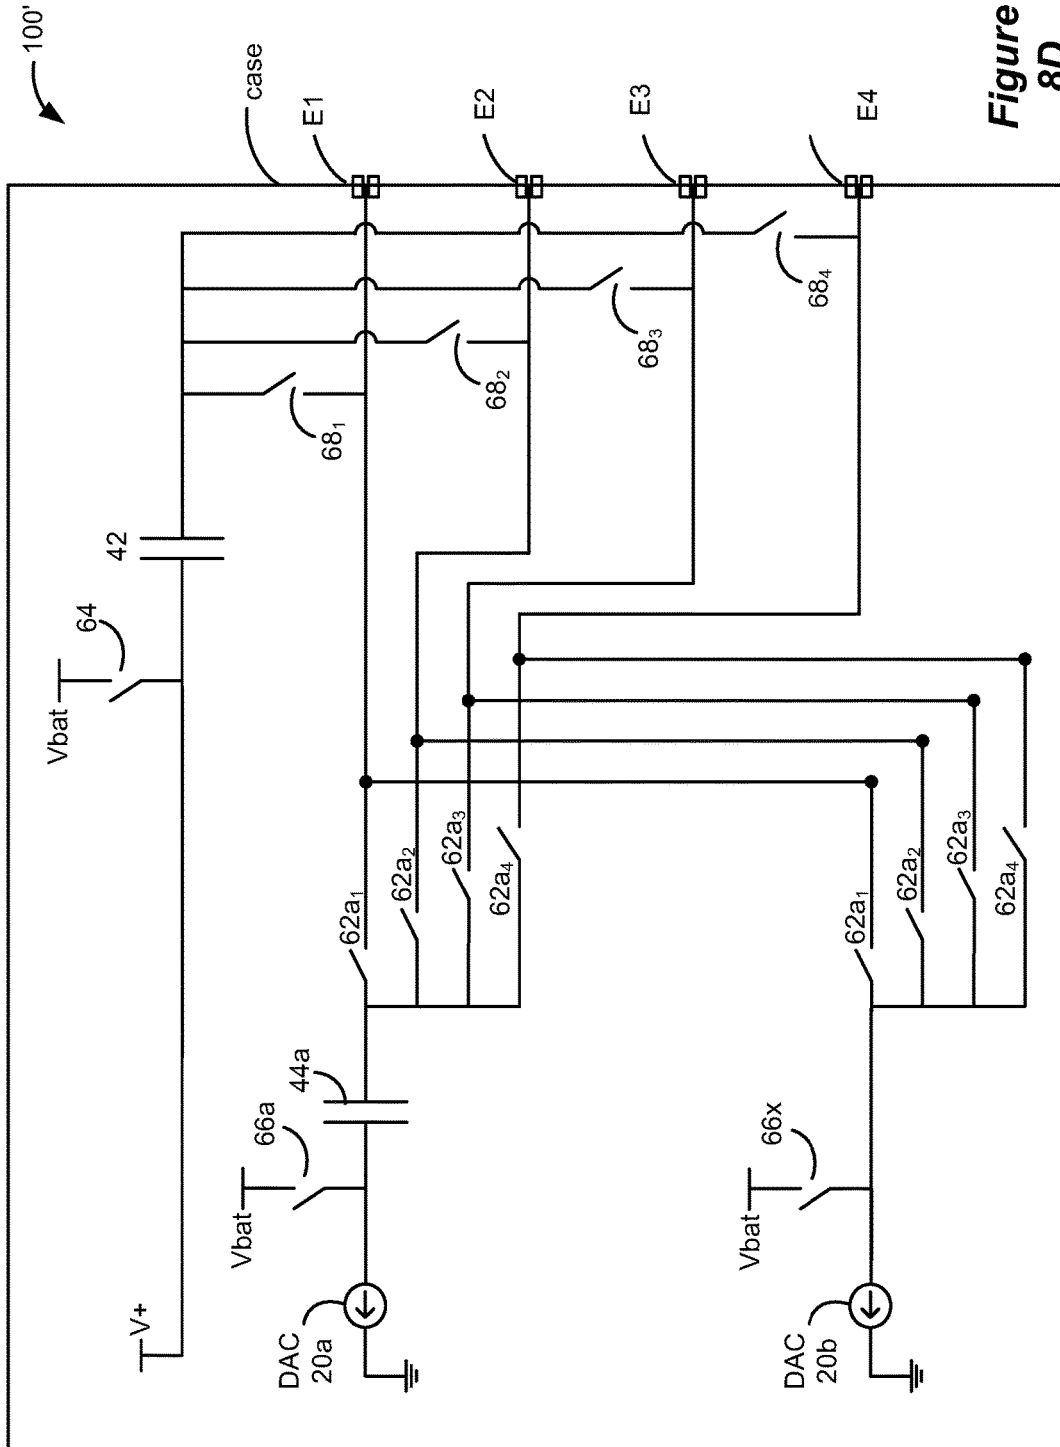 100'
case
E1
E2
E3
E4
42
64
Vbat
68₁
68₂
68₃
68₄
V+
62a₁
62a₂
62a₃
62a₄
44a
66a
Vbat
DAC
20a
62a₁
62a₂
62a₃
62a₄
66x
Vbat
DAC
20b
Figure
8D